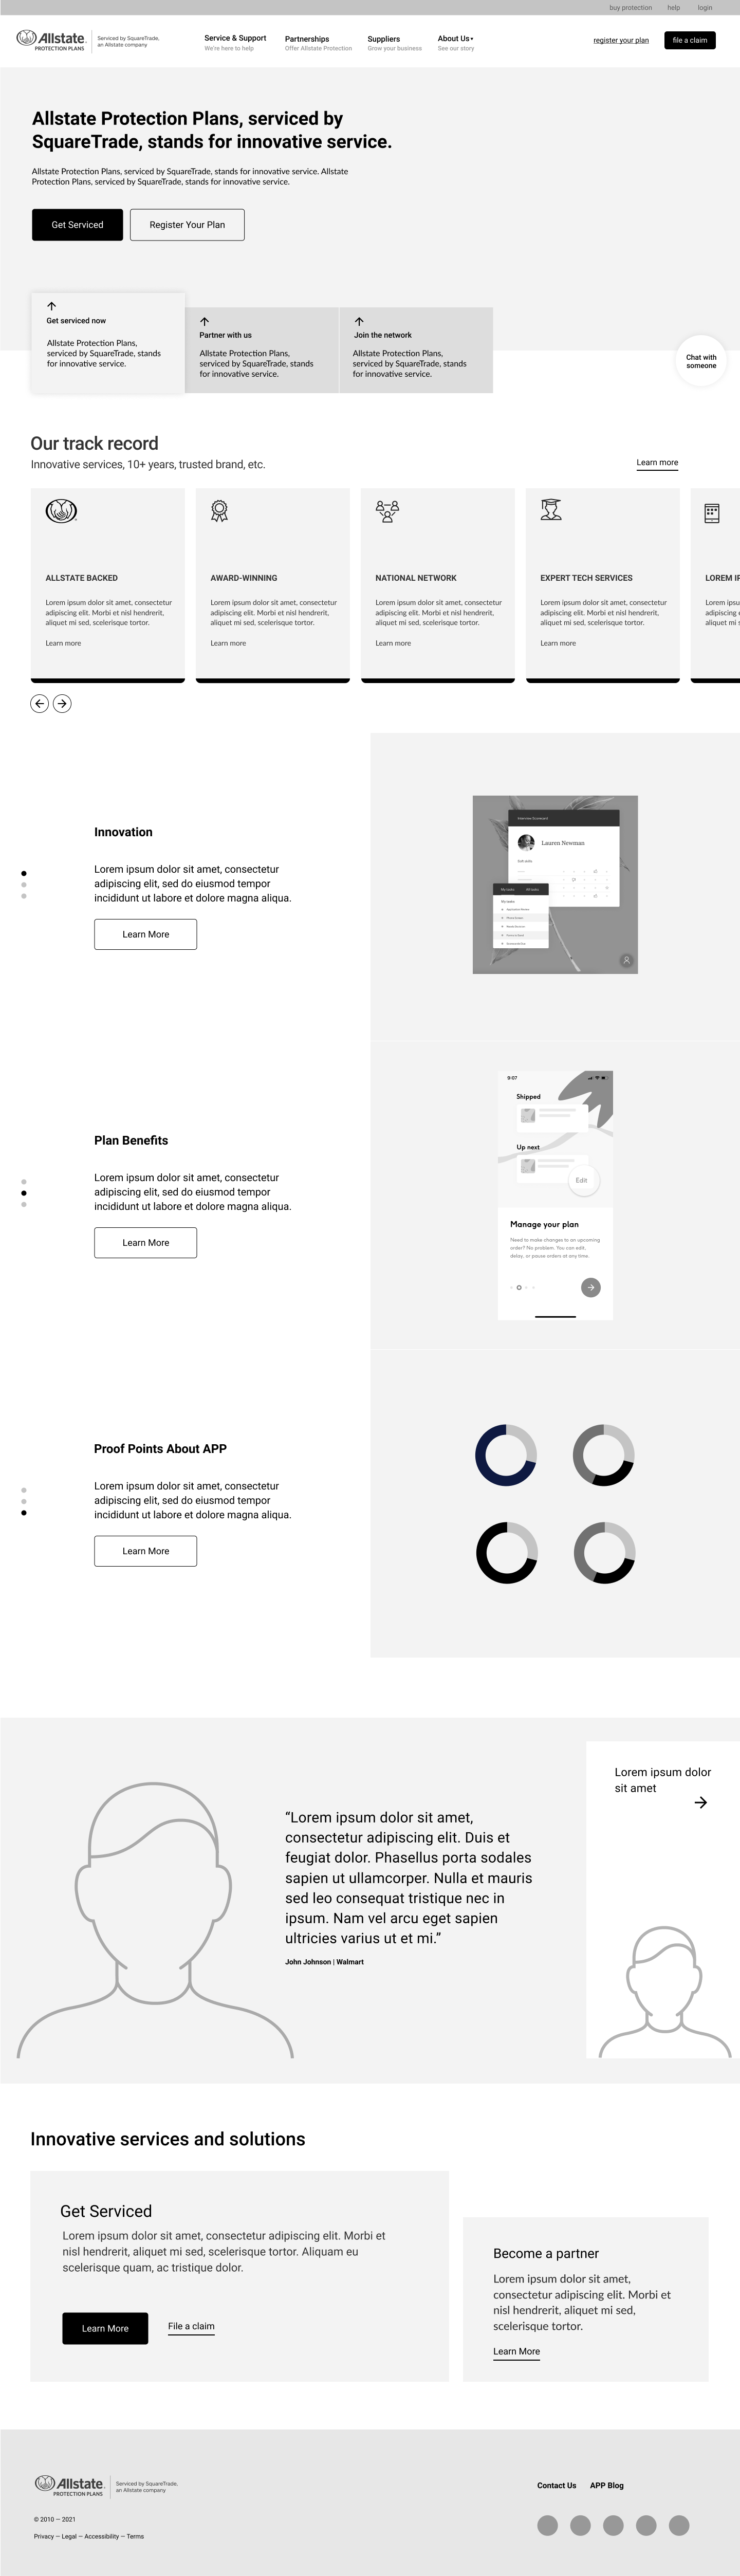 buy protection help login
Allstate. PROTECTION PLANS
Serviced by SquareTrade,
an Allstate company
Service & Support
We're here to help
Partnerships
Offer Allstate Protection
Suppliers
Grow your business
About Us
See our story
register your plan
file a claim
Allstate Protection Plans, serviced by
SquareTrade, stands for innovative service.
Allstate Protection Plans, serviced by SquareTrade, stands for innovative service. Allstate
Protection Plans, serviced by SquareTrade, stands for innovative service.
Get Serviced
Register Your Plan
Get serviced now
Allstate Protection Plans,
serviced by SquareTrade, stands
for innovative service.
Partner with us
Allstate Protection Plans,
serviced by SquareTrade, stands
for innovative service.
Join the network
Allstate Protection Plans,
serviced by SquareTrade, stands
for innovative service.
Chat with
someone
Our track record
Innovative services, 10+ years, trusted brand, etc.
Learn more
ALLSTATE BACKED
Lorem ipsum dolor sit amet, consectetur
adipiscing elit. Morbi et nisl hendrerit,
aliquet mi sed, scelerisque tortor.
Learn more
AWARD-WINNING
Lorem ipsum dolor sit amet, consectetur
adipiscing elit. Morbi et nisl hendrerit,
aliquet mi sed, scelerisque tortor.
Learn more
NATIONAL NETWORK
Lorem ipsum dolor sit amet, consectetur
adipiscing elit. Morbi et nisl hendrerit,
aliquet mi sed, scelerisque tortor.
Learn more
EXPERT TECH SERVICES
Lorem ipsum dolor sit amet, consectetur
adipiscing elit. Morbi et nisl hendrerit,
aliquet mi sed, scelerisque tortor.
Learn more
LOREM IP
Lorem ipsu
adipiscing e
aliquet mi s
Learn more
Innovation
Lorem ipsum dolor sit amet, consectetur
adipiscing elit, sed do eiusmod tempor
incididunt ut labore et dolore magna aliqua.
Learn More
Interview Scorecard
Lauren Newman
Soft skills
My tasks All tasks
My tasks
Plan Benefits
Lorem ipsum dolor sit amet, consectetur
adipiscing elit, sed do eiusmod tempor
incididunt ut labore et dolore magna aliqua.
Learn More
9:07
Shipped
Up next
Edit
Manage your plan
Need to make changes to an upcoming
order? No problem. You can edit,
delay, or pause orders at any time.
Proof Points About APP
Lorem ipsum dolor sit amet, consectetur
adipiscing elit, sed do eiusmod tempor
incididunt ut labore et dolore magna aliqua.
Learn More
“Lorem ipsum dolor sit amet,
consectetur adipiscing elit. Duis et
feugiat dolor. Phasellus porta sodales
sapien ut ullamcorper. Nulla et mauris
sed leo consequat tristique nec in
ipsum. Nam vel arcu eget sapien
ultricies varius ut et mi.”
John Johnson | Walmart
Lorem ipsum dolor
sit amet
Innovative services and solutions
Get Serviced
Lorem ipsum dolor sit amet, consectetur adipiscing elit. Morbi et
nisl hendrerit, aliquet mi sed, scelerisque tortor. Aliquam eu
scelerisque quam, ac tristique dolor.
Learn More
File a claim
Become a partner
Lorem ipsum dolor sit amet,
consectetur adipiscing elit. Morbi et
nisl hendrerit, aliquet mi sed,
scelerisque tortor.
Learn More
Allstate. PROTECTION PLANS
Serviced by SquareTrade,
an Allstate company
Contact Us APP Blog
© 2010 — 2021
Privacy — Legal — Accessibility — Terms